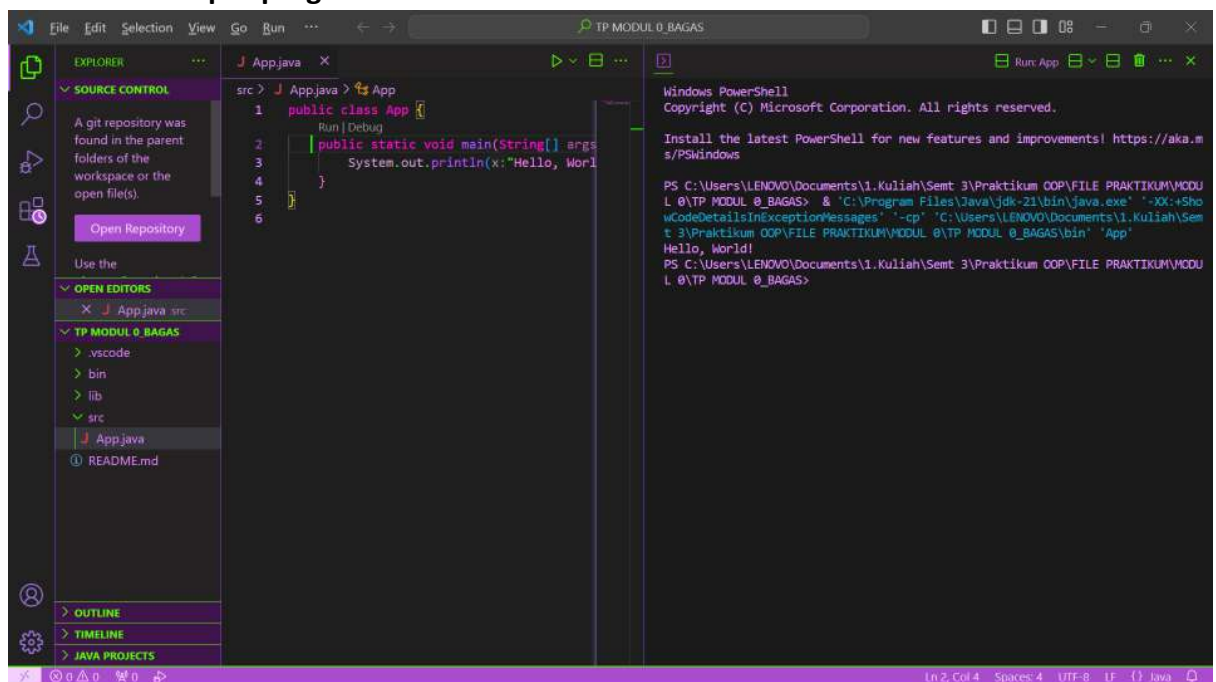 File Edit Selection View Go Run ··· TP MODUL 0_BAGAS
EXPLORER ···
SOURCE CONTROL
A git repository was
found in the parent
folders of the
workspace or the
open file(s).
Open Repository
Use the
OPEN EDITORS
App.java src
TP MODUL 0_BAGAS
.vscode
bin
lib
src
J App.java
README.md
OUTLINE
TIMELINE
JAVA PROJECTS
J App.java
src > J App.java > App
1 public class App {
Run | Debug
2 public static void main(String[] args
3 System.out.println(x:"Hello, Worl
4 }
5 }
6
Run: App
Windows PowerShell
Copyright (C) Microsoft Corporation. All rights reserved.
Install the latest PowerShell for new features and improvements! https://aka.m
s/PSWindows
PS C:\Users\LENOVO\Documents\1.Kuliah\Semt 3\Praktikum OOP\FILE PRAKTIKUM\MODU
L 0\TP MODUL 0_BAGAS> & 'C:\Program Files\Java\jdk-21\bin\java.exe' '-XX:+Sho
wCodeDetailsInExceptionMessages' '-cp' 'C:\Users\LENOVO\Documents\1.Kuliah\Sem
t 3\Praktikum OOP\FILE PRAKTIKUM\MODUL 0\TP MODUL 0_BAGAS\bin' 'App'
Hello, World!
PS C:\Users\LENOVO\Documents\1.Kuliah\Semt 3\Praktikum OOP\FILE PRAKTIKUM\MODU
L 0\TP MODUL 0_BAGAS>
0 0 0 Ln 2, Col 4 Spaces: 4 UTF-8 LF {} Java